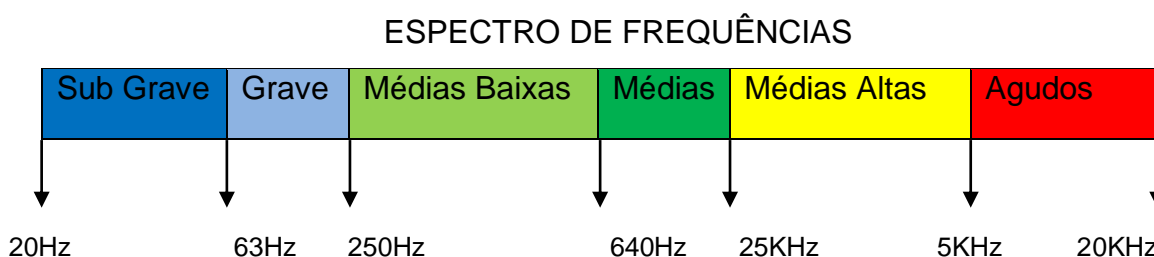 ESPECTRO DE FREQUÊNCIAS
Sub Grave Grave Médias Baixas Médias Médias Altas Agudos
20Hz 63Hz 250Hz 640Hz 25KHz 5KHz 20KHz